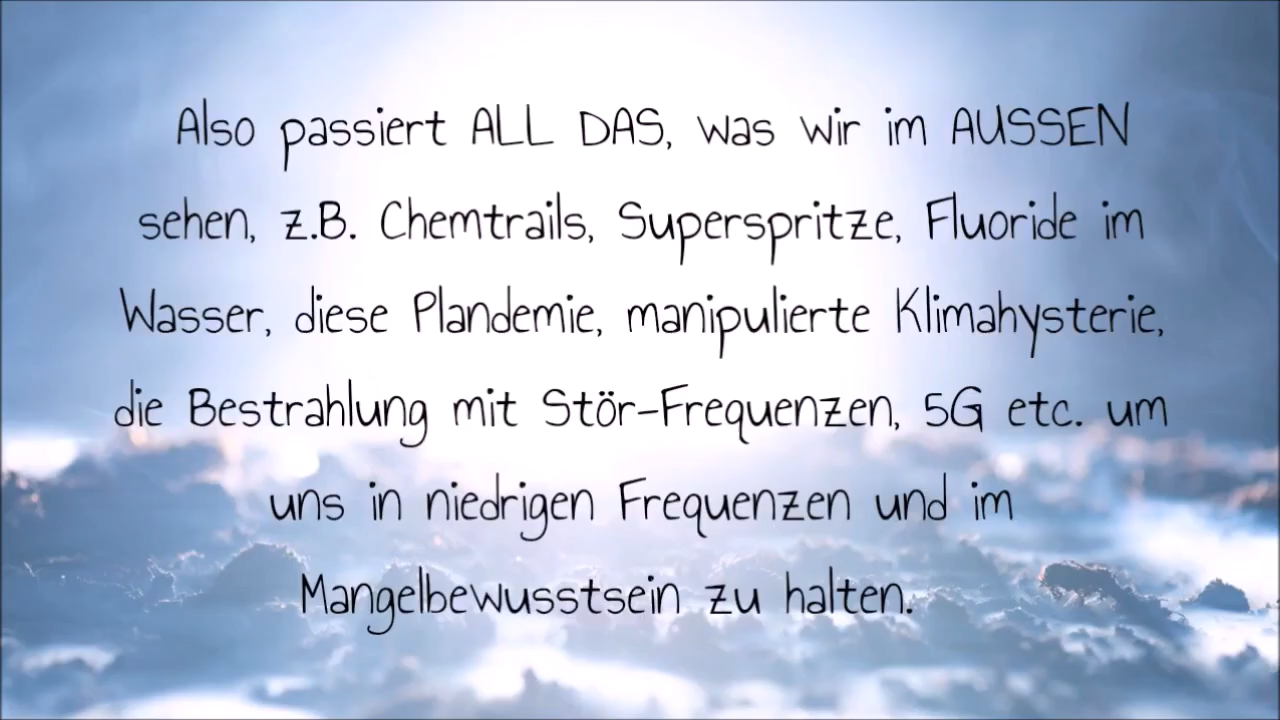 Also passiert ALL DAS, was wir im AUSSEN
sehen, z.B. Chemtrails, Superspritze, Fluoride im
Wasser, diese Plandemie, manipulierte Klimahysterie,
die Bestrahlung mit Stör-Frequenzen, 5G etc. um
uns in niedrigen Frequenzen und im
Mangelbewusstsein zu halten.